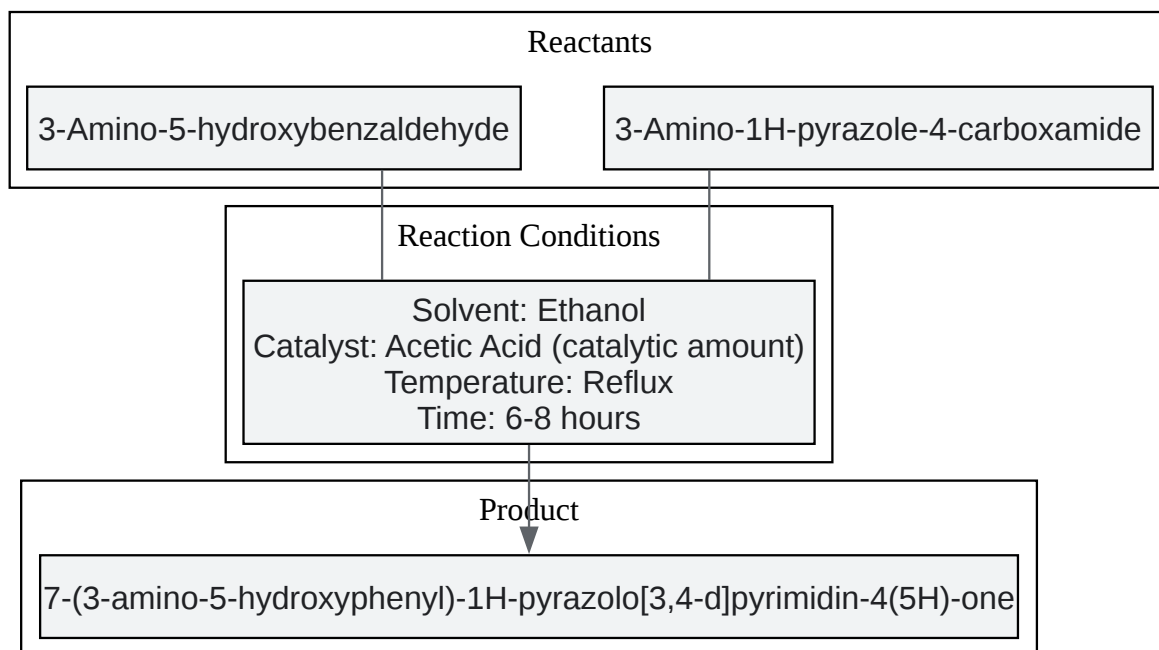 Reactants
3-Amino-5-hydroxybenzaldehyde
3-Amino-1H-pyrazole-4-carboxamide
Reaction Conditions
Solvent: Ethanol
Catalyst: Acetic Acid (catalytic amount)
Temperature: Reflux
Time: 6-8 hours
Product
7-(3-amino-5-hydroxyphenyl)-1H-pyrazolo[3,4-d]pyrimidin-4(5H)-one